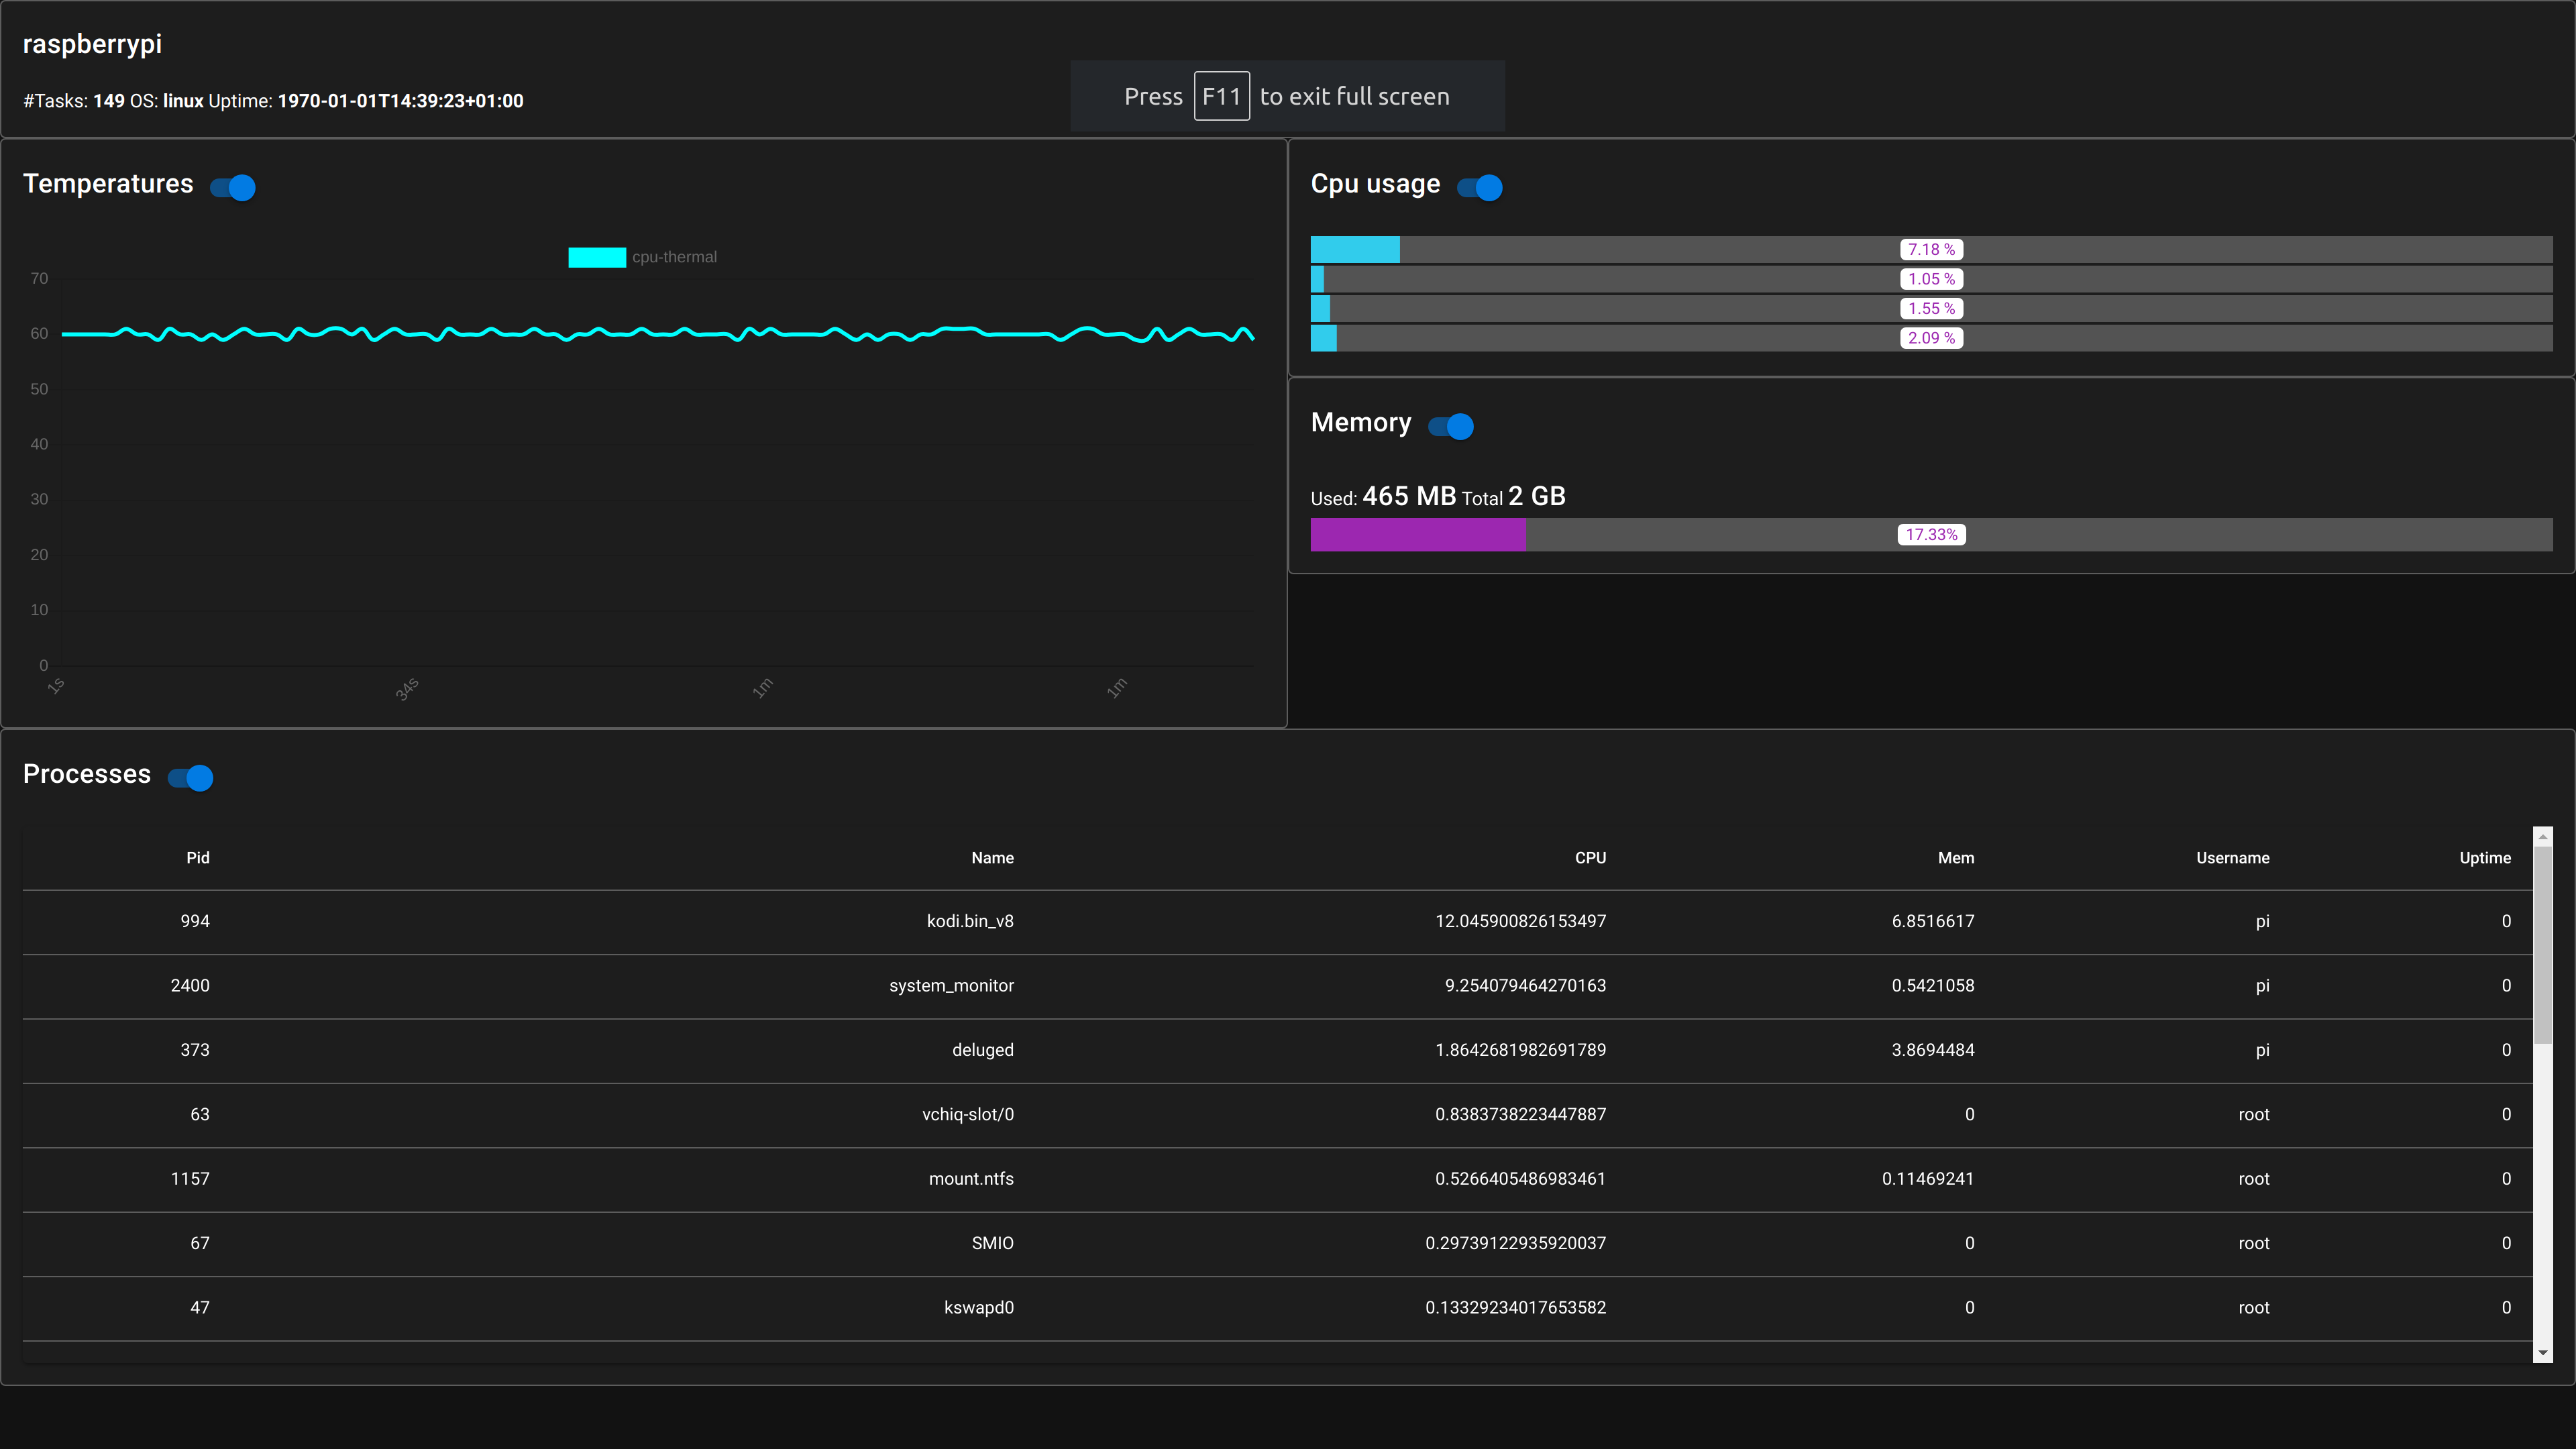 raspberrypi
#Tasks: 149 OS: linux Uptime: 1970-01-01T14:39:23+01:00
Press F11 to exit full screen
Temperatures
cpu-thermal
70
60
50
40
30
20
10
0
1s 34s 1m 1m
Cpu usage
7.18 %
1.05 %
1.55 %
2.09 %
Memory
Used: 465 MB Total 2 GB
17.33%
Processes
Pid Name CPU Mem Username Uptime
994 kodi.bin_v8 12.045900826153497 6.8516617 pi 0
2400 system_monitor 9.254079464270163 0.5421058 pi 0
373 deluged 1.8642681982691789 3.8694484 pi 0
63 vchiq-slot/0 0.8383738223447887 0 root 0
1157 mount.ntfs 0.5266405486983461 0.11469241 root 0
67 SMIO 0.29739122935920037 0 root 0
47 kswapd0 0.13329234017653582 0 root 0